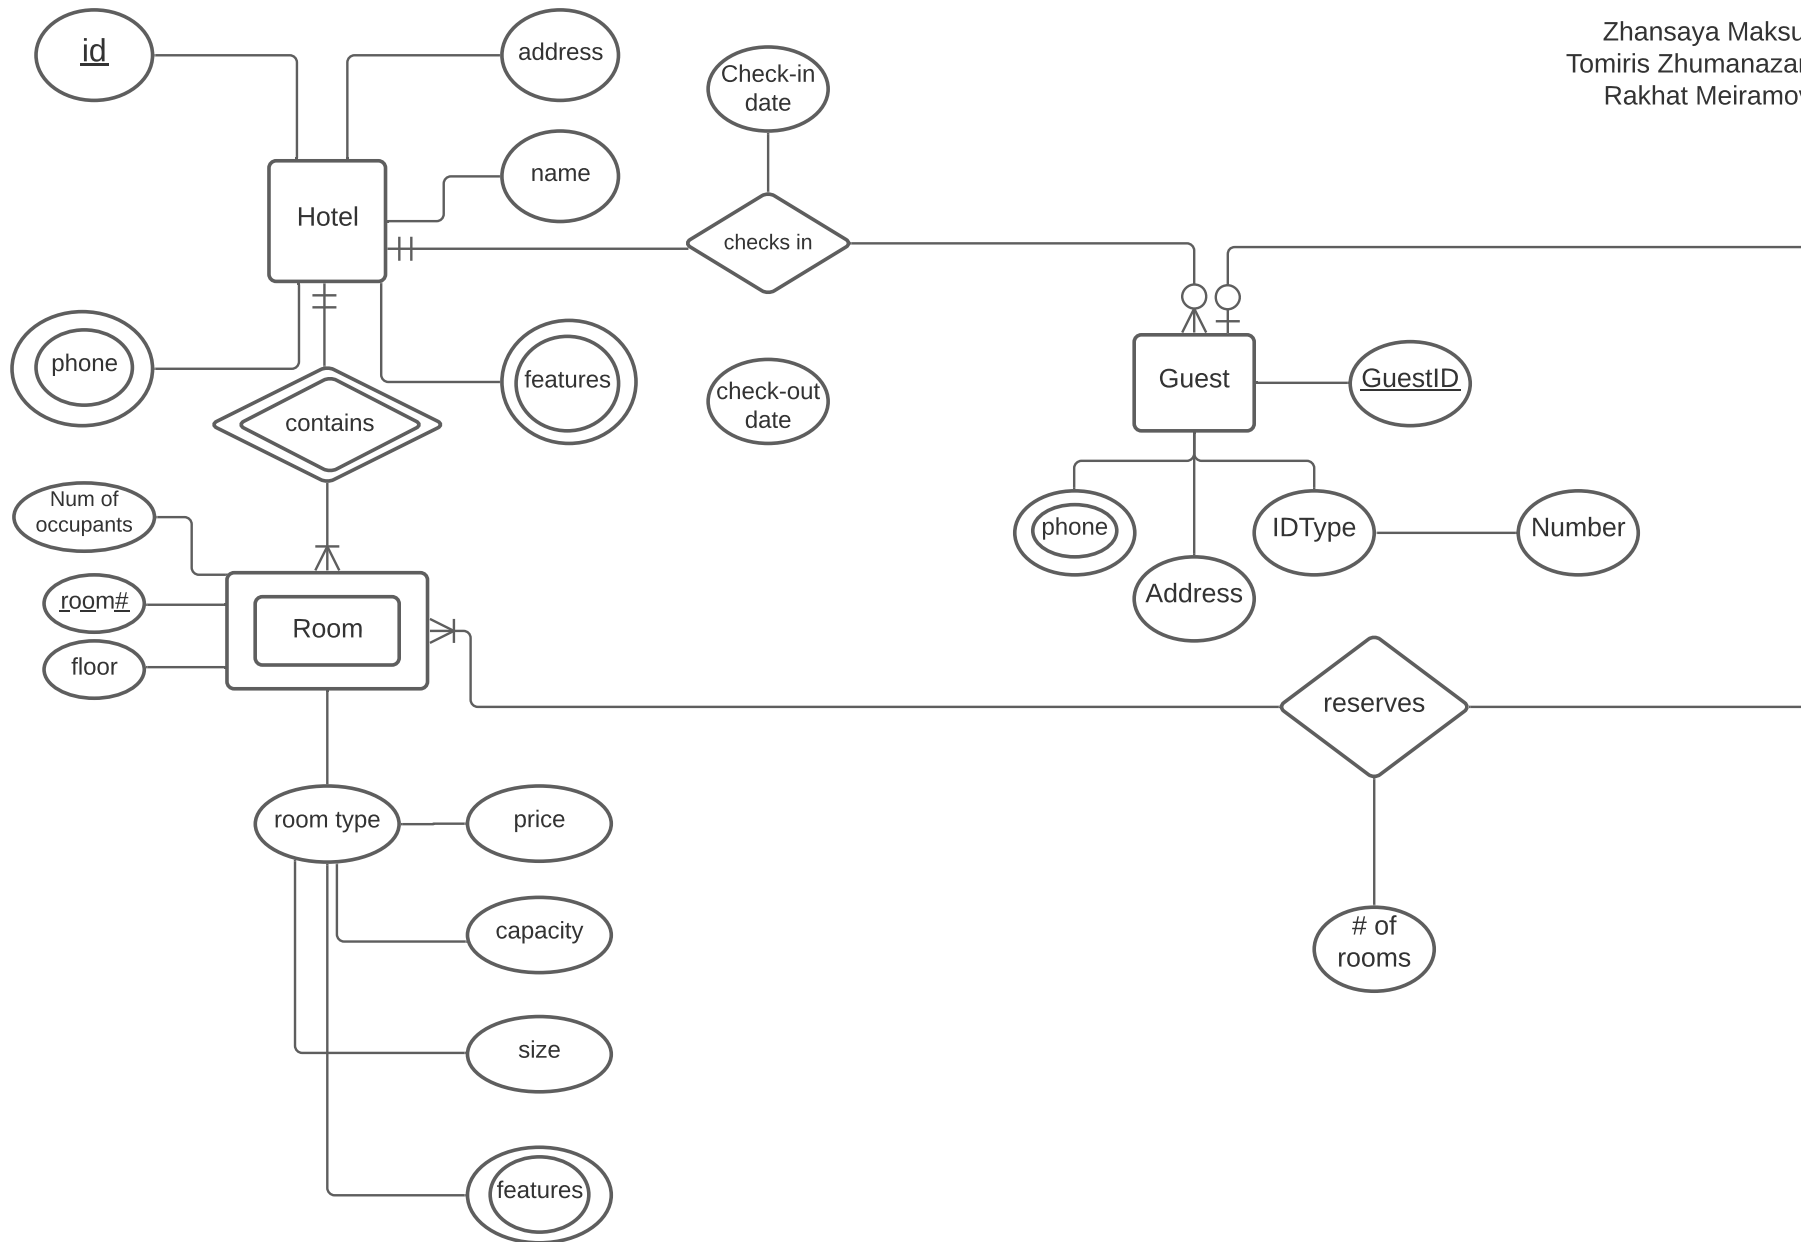 id
address
Check-in
date
Zhansaya Maksu
Tomiris Zhumanazar
Rakhat Meiramov
name
Hotel
checks in
phone
features
check-out
date
Guest
GuestID
contains
Num of
occupants
phone
IDType
Number
room#
Address
Room
floor
reserves
room type
price
capacity
# of
rooms
size
features